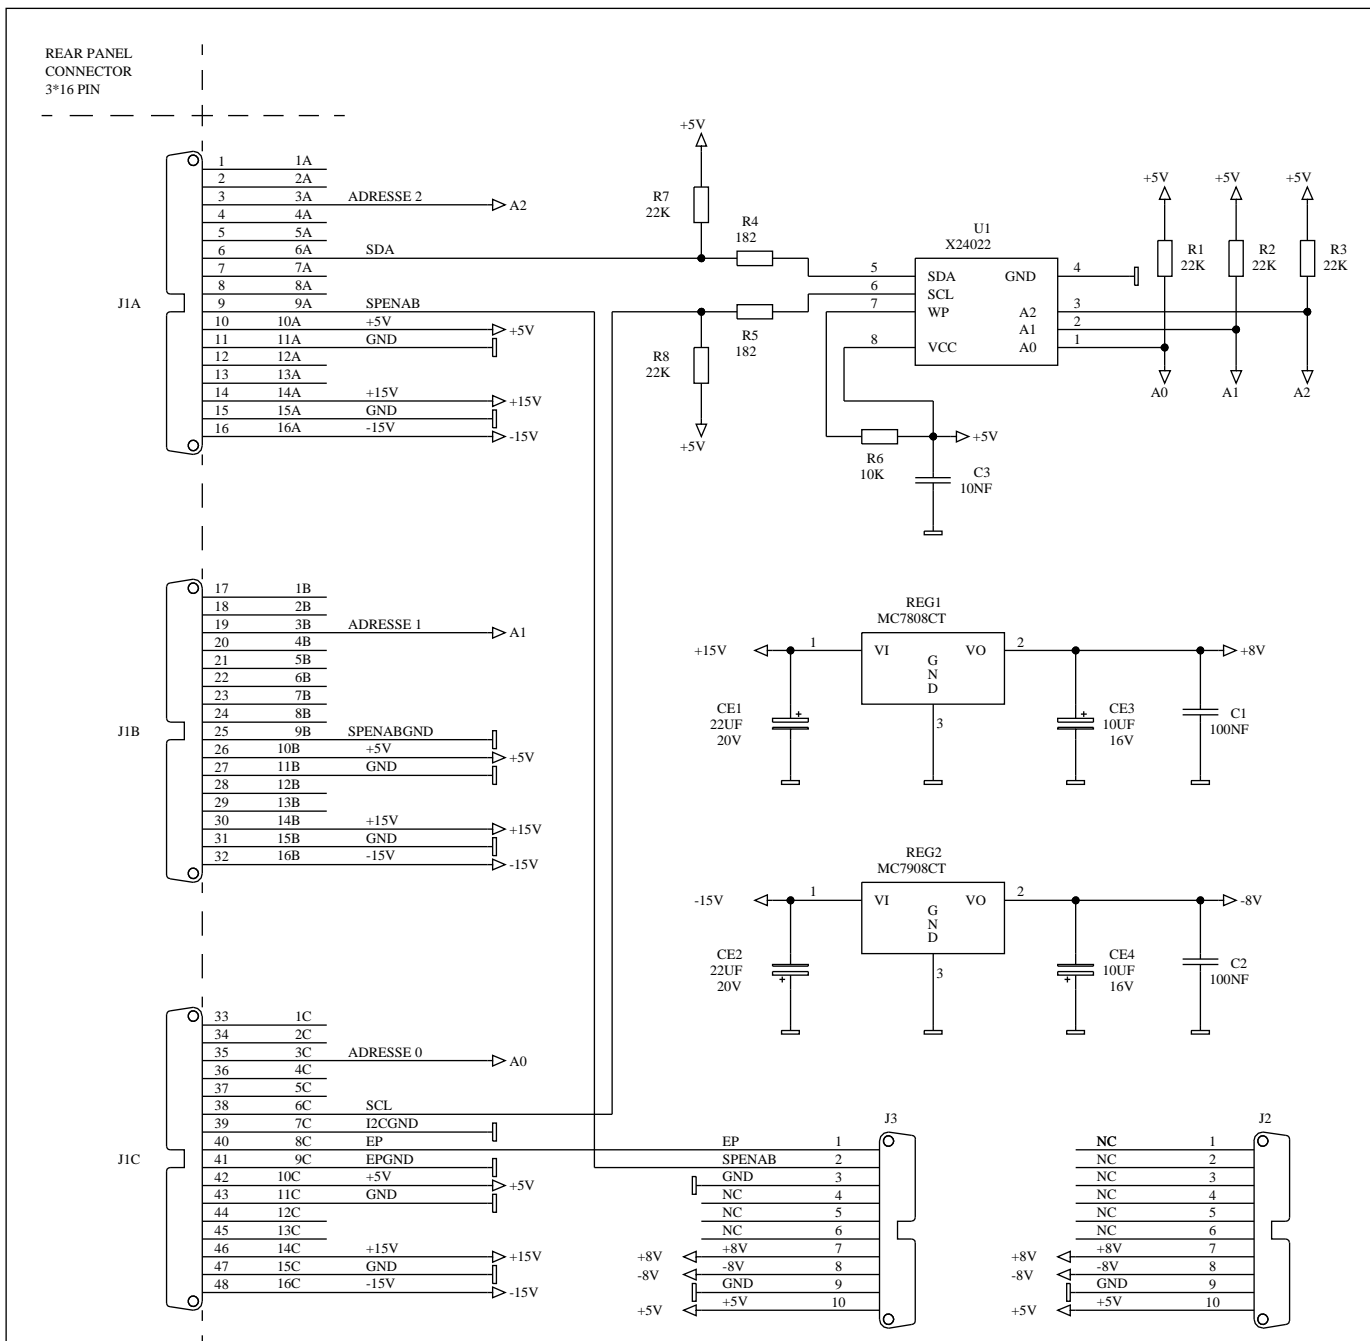 REAR PANEL
CONNECTOR
3*16 PIN
J1A
1 1A
2 2A
3 3A ADRESSE 2 A2
4 4A
5 5A
6 6A SDA
7 7A
8 8A
9 9A SPENAB
10 10A +5V +5V
11 11A GND
12 12A
13 13A
14 14A +15V +15V
15 15A GND
16 16A -15V -15V
+5V
R7
22K
R4
182
R5
182
R8
22K
+5V
U1
X24022
5 SDA GND 4
6 SCL
7 WP A2 3
A1 2
8 VCC A0 1
+5V +5V +5V
R1
22K
R2
22K
R3
22K
A0 A1 A2
R6
10K
+5V
C3
10NF
J1B
17 1B
18 2B
19 3B ADRESSE 1 A1
20 4B
21 5B
22 6B
23 7B
24 8B
25 9B SPENABGND
26 10B +5V +5V
27 11B GND
28 12B
29 13B
30 14B +15V +15V
31 15B GND
32 16B -15V -15V
REG1
MC7808CT
+15V 1 VI VO 2 +8V
G
N
D
3
CE1
22UF
20V
+
CE3
10UF
16V
+
C1
100NF
REG2
MC7908CT
-15V 1 VI VO 2 -8V
G
N
D
3
CE2
22UF
20V
+
CE4
10UF
16V
+
C2
100NF
J1C
33 1C
34 2C
35 3C ADRESSE 0 A0
36 4C
37 5C
38 6C SCL
39 7C I2CGND
40 8C EP
41 9C EPGND
42 10C +5V +5V
43 11C GND
44 12C
45 13C
46 14C +15V +15V
47 15C GND
48 16C -15V -15V
J3
EP 1
SPENAB 2
GND 3
NC 4
NC 5
NC 6
+8V +8V 7
-8V -8V 8
GND 9
+5V +5V 10
J2
NC 1
NC 2
NC 3
NC 4
NC 5
NC 6
+8V +8V 7
-8V -8V 8
GND 9
+5V +5V 10